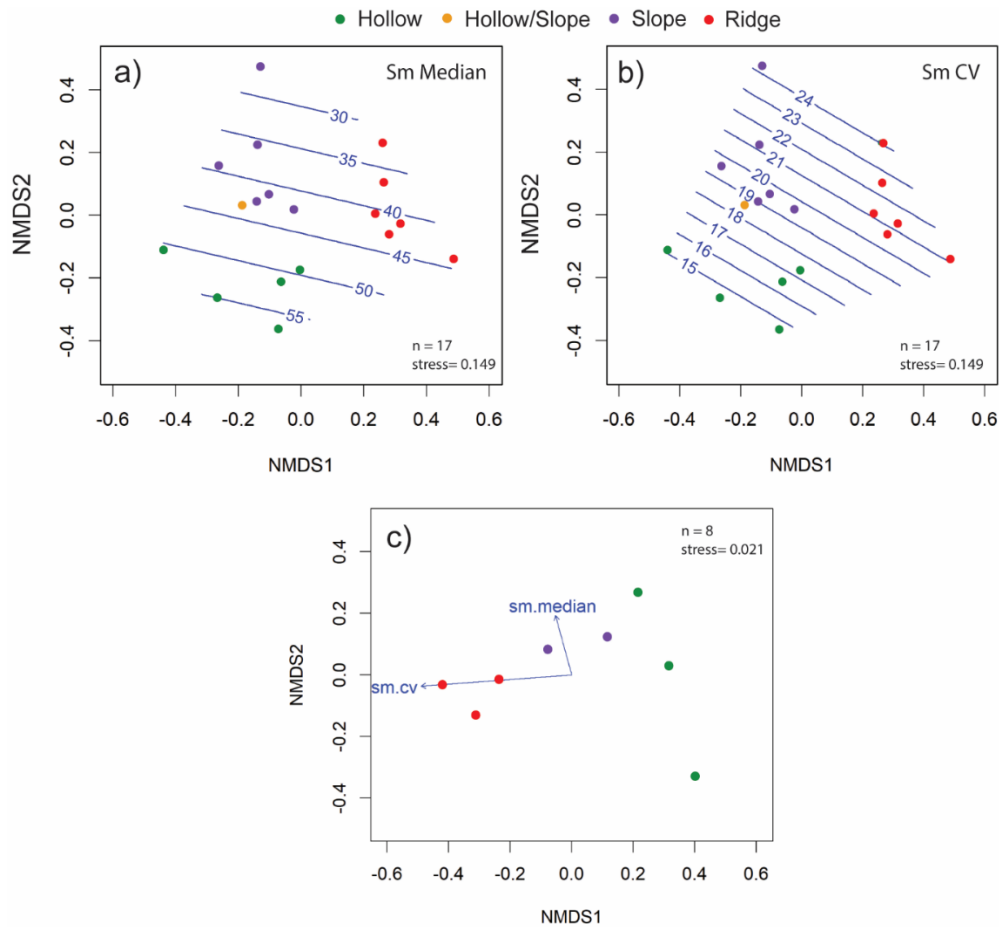 Hollow Hollow/Slope Slope Ridge
a) Sm Median
30
35
40
45
50
55
n = 17
stress= 0.149
NMDS2
0.4
0.2
0.0
-0.2
-0.4
-0.6 -0.4 -0.2 0.0 0.2 0.4 0.6
NMDS1
b) Sm CV
24
23
22
21
20
19
18
17
16
15
n = 17
stress= 0.149
NMDS2
0.4
0.2
0.0
-0.2
-0.4
-0.6 -0.4 -0.2 0.0 0.2 0.4 0.6
NMDS1
c)
n = 8
stress= 0.021
sm.median
sm.cv
NMDS2
0.4
0.2
0.0
-0.2
-0.4
-0.6 -0.4 -0.2 0.0 0.2 0.4 0.6
NMDS1